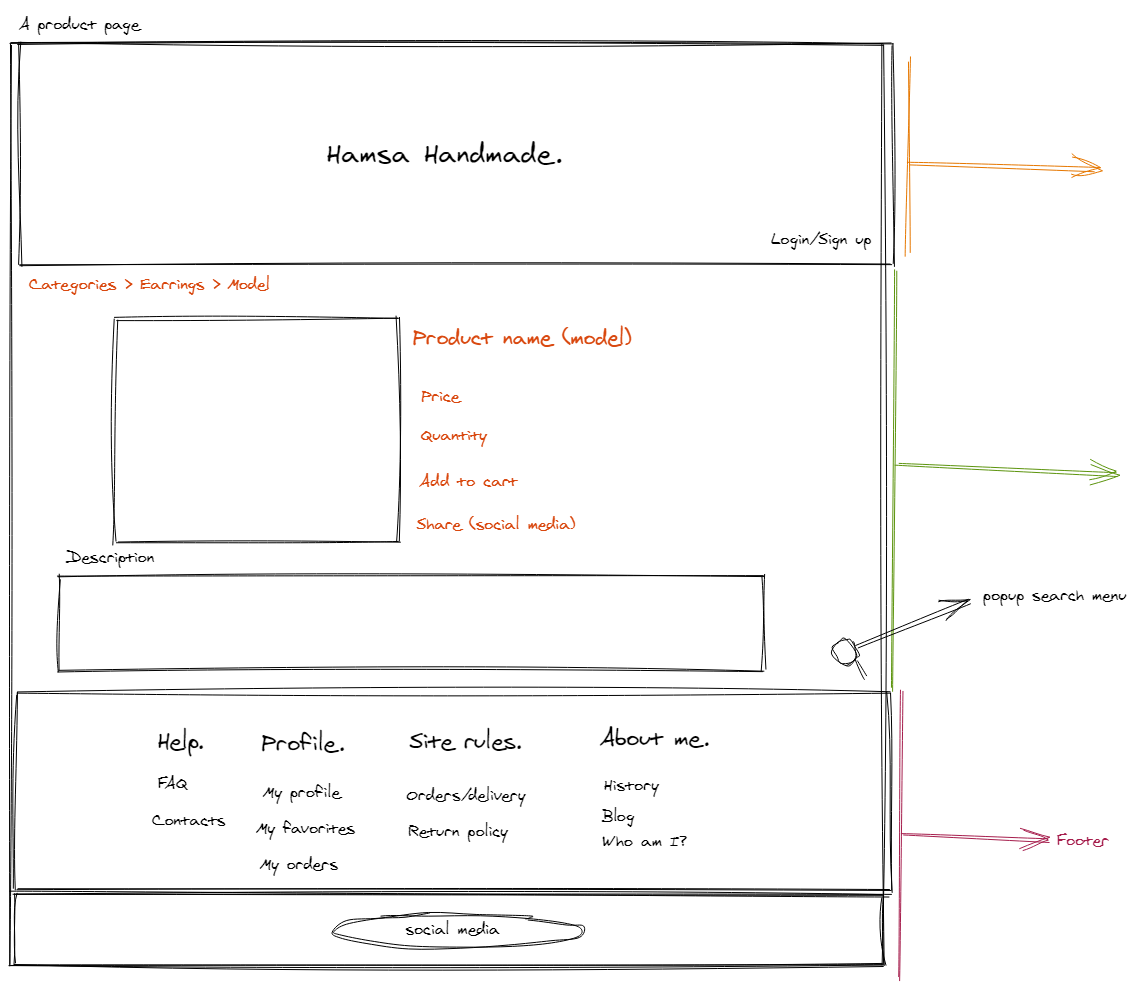 A product page
Hamsa Handmade.
Login/Sign up
Categories > Earrings > Model
Product name (model)
Price
Quantity
Add to cart
Share (social media)
Description
popup search menu
Help.
FAQ
Contacts
Profile.
My profile
My favorites
My orders
Site rules.
Orders/delivery
Return policy
About me.
History
Blog
Who am I?
Footer
social media